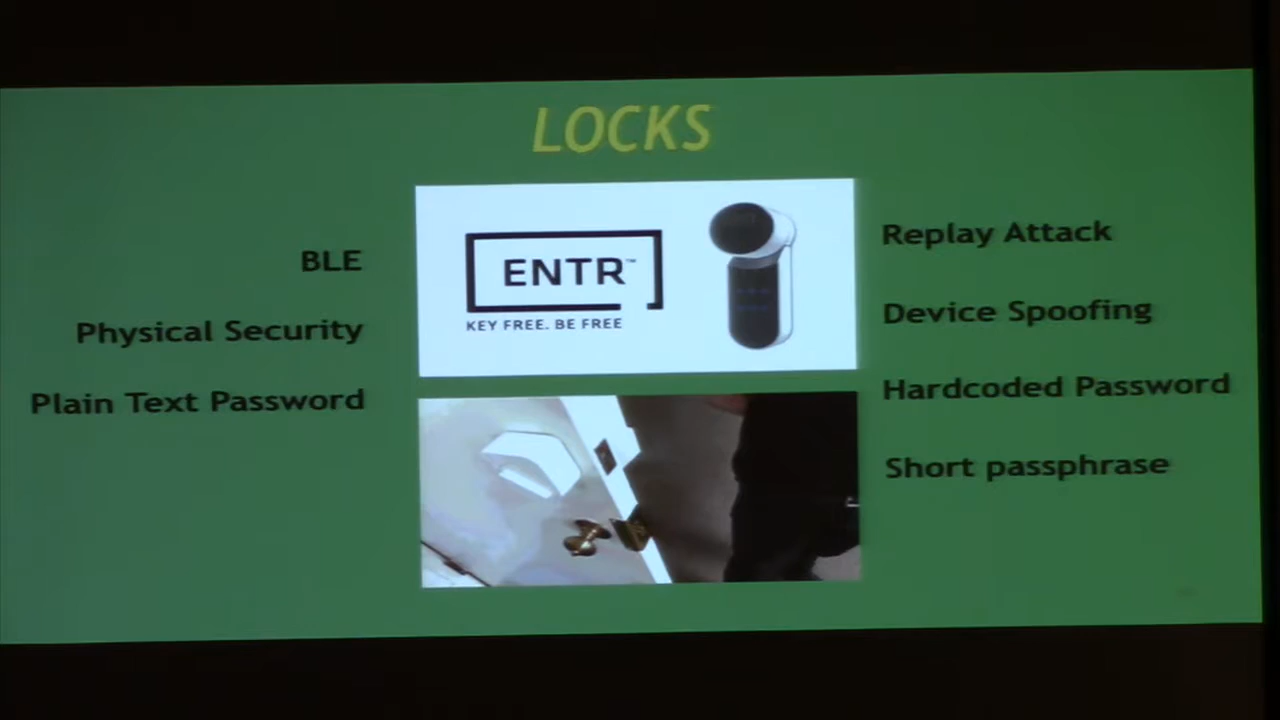 LOCKS
BLE
Physical Security
Plain Text Password
ENTR™
KEY FREE. BE FREE
Replay Attack
Device Spoofing
Hardcoded Password
Short passphrase